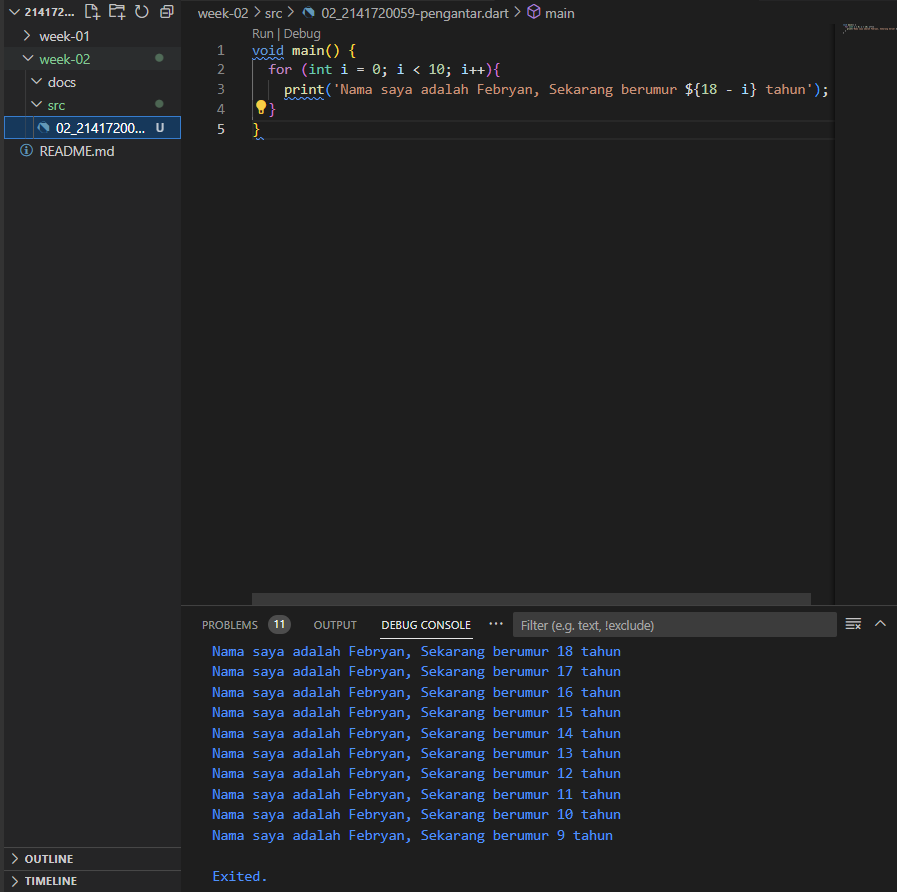 214172...
week-01
week-02
docs
src
02_21417200... U
README.md
OUTLINE
TIMELINE
week-02 > src > 02_2141720059-pengantar.dart > main
Run | Debug
1 void main() {
2 for (int i = 0; i < 10; i++){
3 print('Nama saya adalah Febryan, Sekarang berumur ${18 - i} tahun');
4 }
5 }
PROBLEMS 11 OUTPUT DEBUG CONSOLE ... Filter (e.g. text, !exclude)
Nama saya adalah Febryan, Sekarang berumur 18 tahun
Nama saya adalah Febryan, Sekarang berumur 17 tahun
Nama saya adalah Febryan, Sekarang berumur 16 tahun
Nama saya adalah Febryan, Sekarang berumur 15 tahun
Nama saya adalah Febryan, Sekarang berumur 14 tahun
Nama saya adalah Febryan, Sekarang berumur 13 tahun
Nama saya adalah Febryan, Sekarang berumur 12 tahun
Nama saya adalah Febryan, Sekarang berumur 11 tahun
Nama saya adalah Febryan, Sekarang berumur 10 tahun
Nama saya adalah Febryan, Sekarang berumur 9 tahun
Exited.